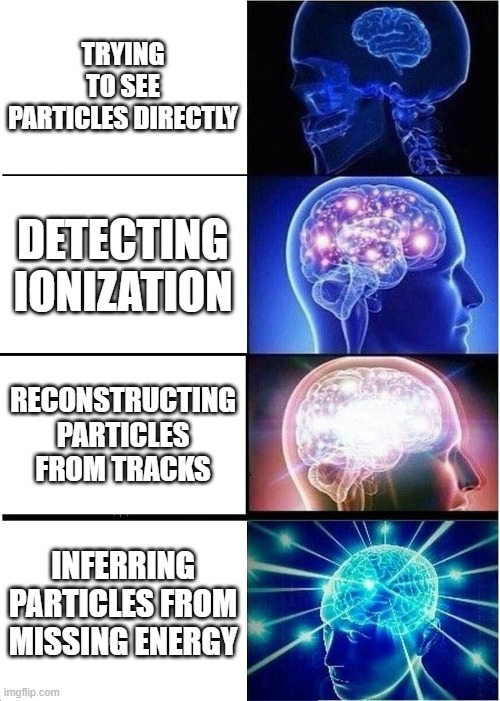 TRYING
TO SEE
PARTICLES DIRECTLY
DETECTING
IONIZATION
RECONSTRUCTING
PARTICLES
FROM TRACKS
INFERRING
PARTICLES FROM
MISSING ENERGY
imgflip.com